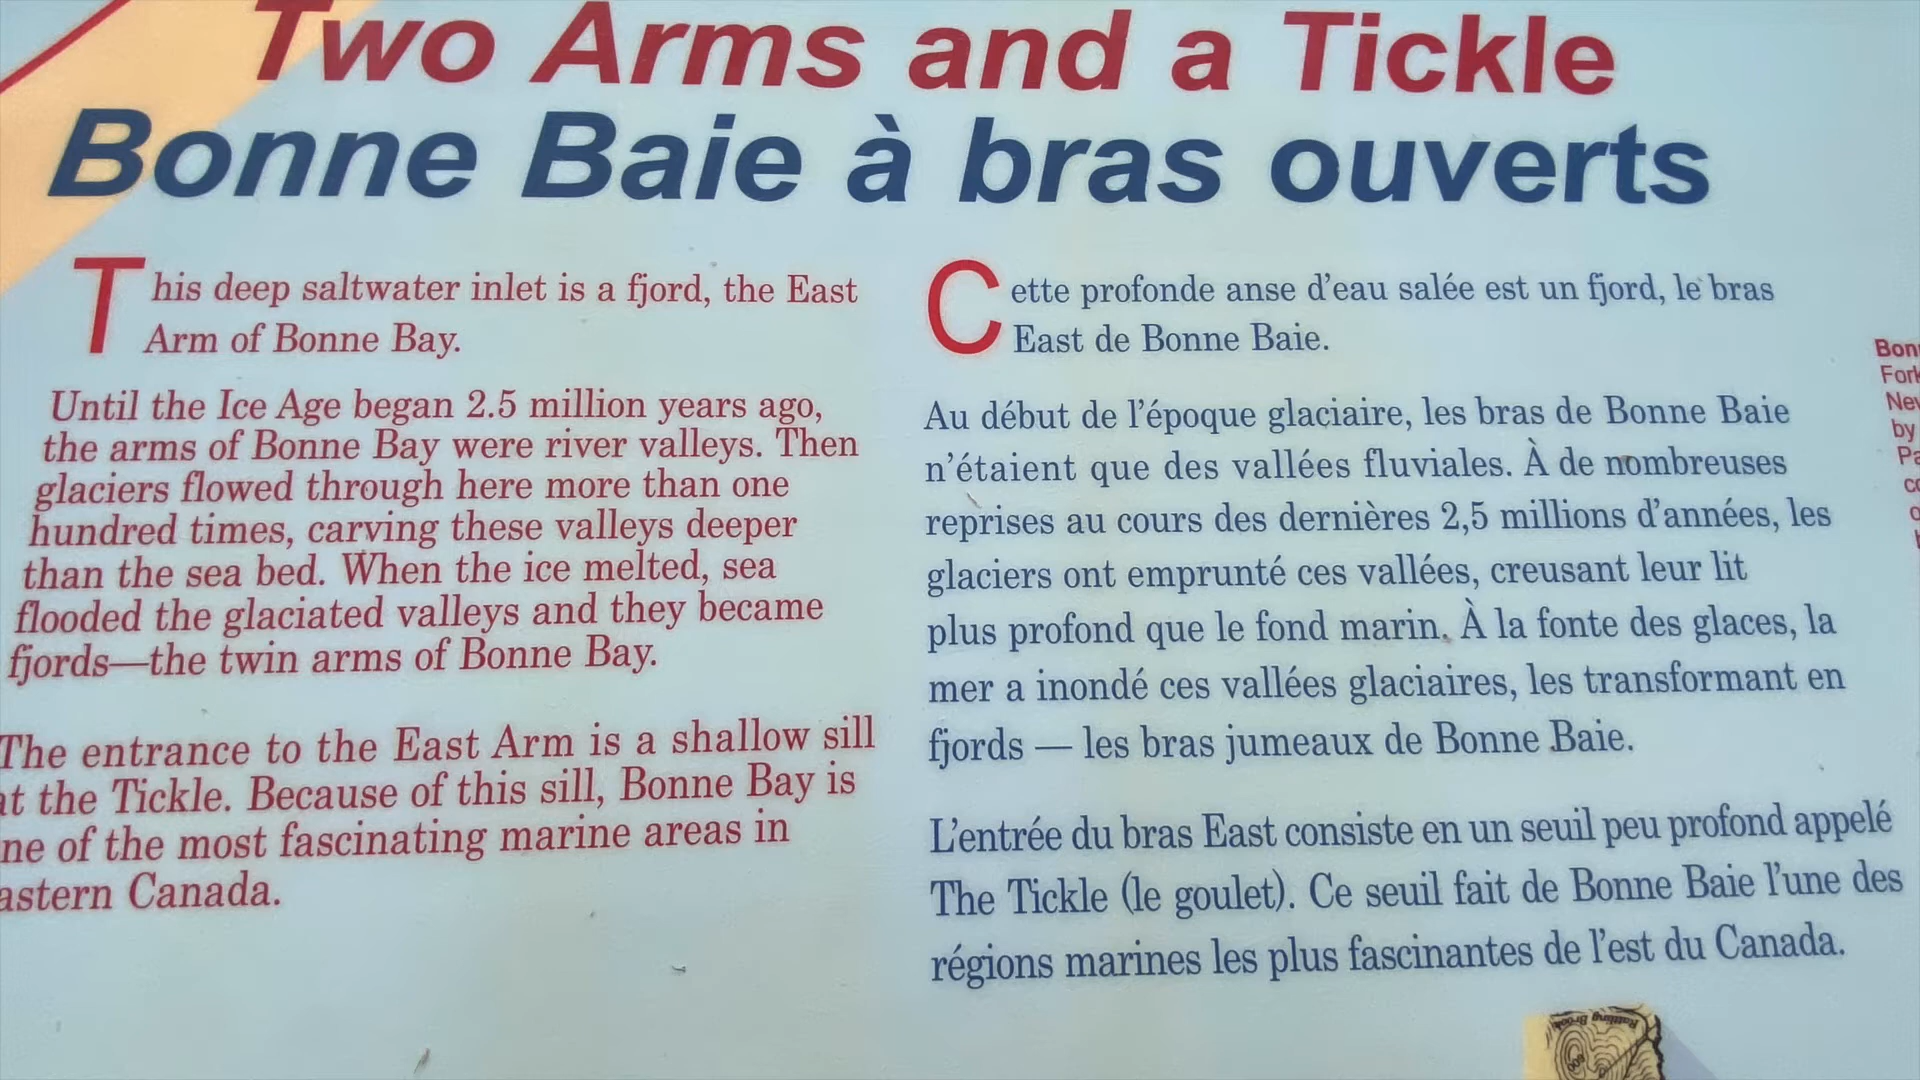 Two Arms and a Tickle
Bonne Baie à bras ouverts
This deep saltwater inlet is a fjord, the East
Arm of Bonne Bay.
Until the Ice Age began 2.5 million years ago,
the arms of Bonne Bay were river valleys. Then
glaciers flowed through here more than one
hundred times, carving these valleys deeper
than the sea bed. When the ice melted, sea
flooded the glaciated valleys and they became
fjords—the twin arms of Bonne Bay.
The entrance to the East Arm is a shallow sill
at the Tickle. Because of this sill, Bonne Bay is
ne of the most fascinating marine areas in
astern Canada.
Cette profonde anse d'eau salée est un fjord, le bras
East de Bonne Baie.
Au début de l'époque glaciaire, les bras de Bonne Baie
n'étaient que des vallées fluviales. À de nombreuses
reprises au cours des dernières 2,5 millions d'années, les
glaciers ont emprunté ces vallées, creusant leur lit
plus profond que le fond marin. À la fonte des glaces, la
mer a inondé ces vallées glaciaires, les transformant en
fjords — les bras jumeaux de Bonne Baie.
L'entrée du bras East consiste en un seuil peu profond appelé
The Tickle (le goulet). Ce seuil fait de Bonne Baie l'une des
régions marines les plus fascinantes de l'est du Canada.
Bon
For
Ne
by
Pa
Rattling Brook